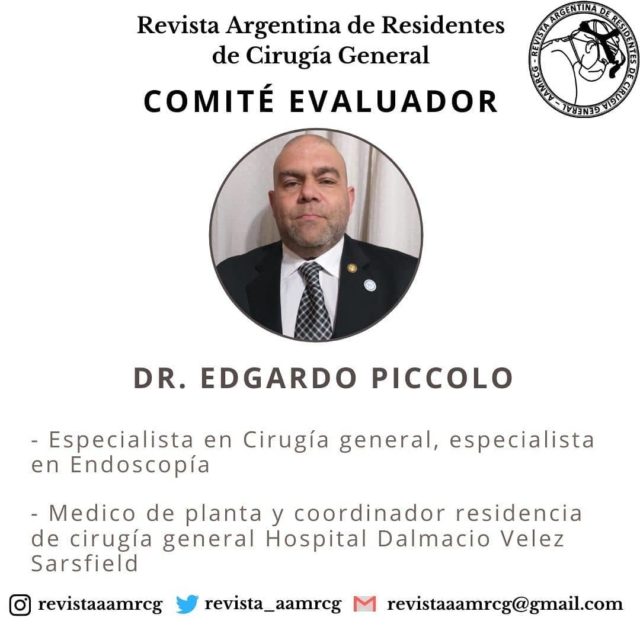 Revista Argentina de Residentes
de Cirugía General
REVISTA ARGENTINA DE RESIDENTES DE CIRUGÍA GENERAL - AAMRCG -
COMITÉ EVALUADOR
DR. EDGARDO PICCOLO
- Especialista en Cirugía general, especialista
en Endoscopía
- Medico de planta y coordinador residencia
de cirugía general Hospital Dalmacio Velez
Sarsfield
revistaaamrcg revista_aamrcg revistaaamrcg@gmail.com